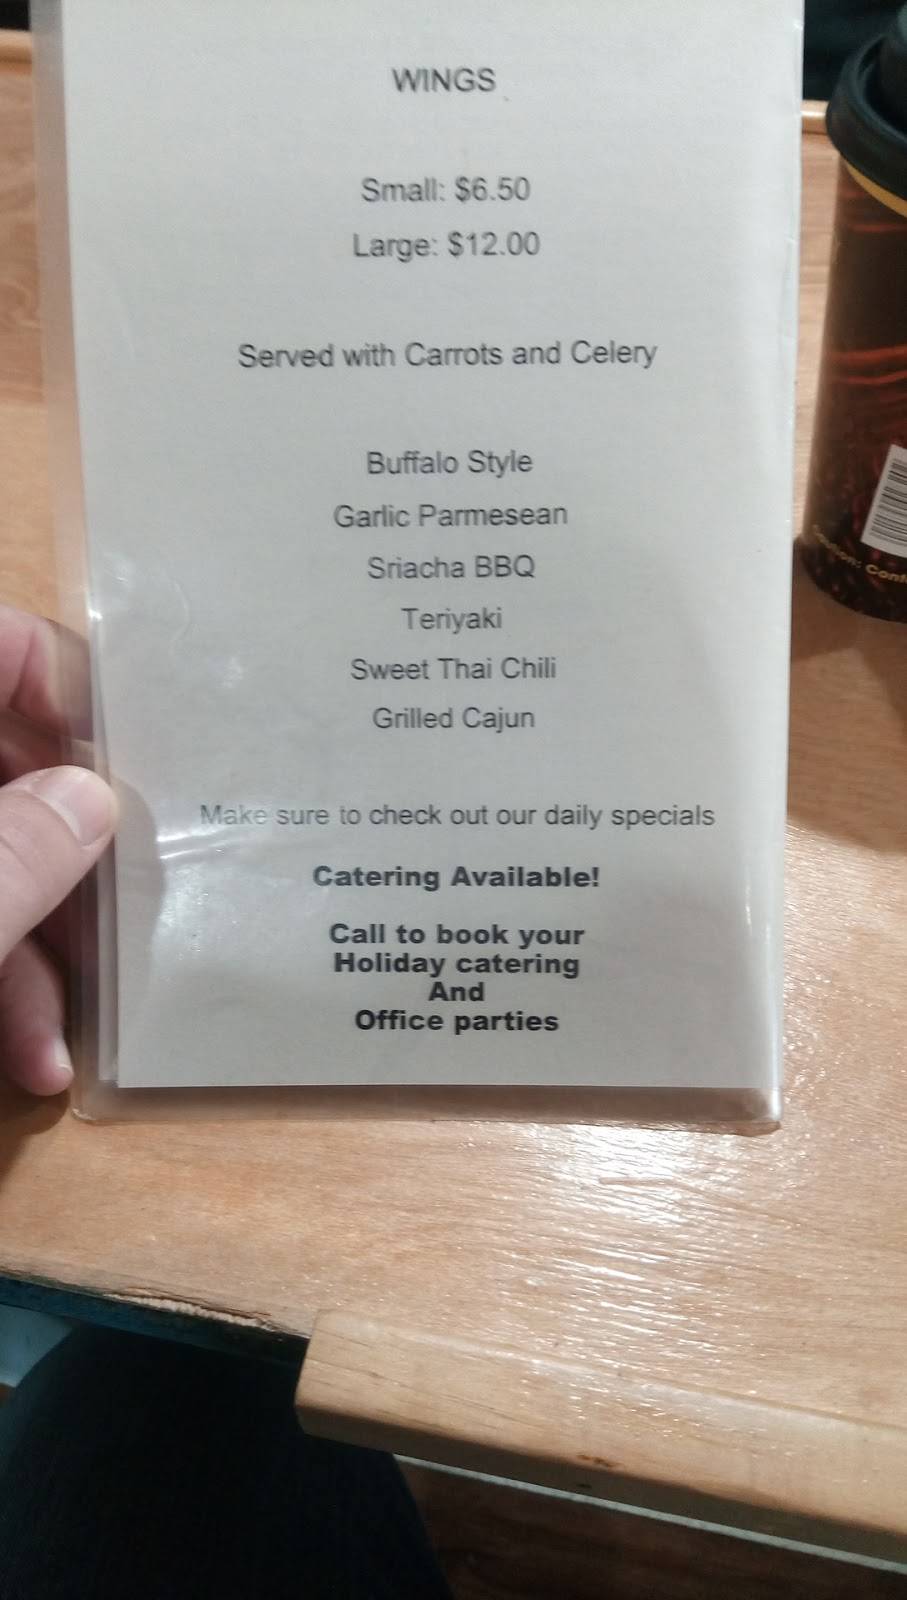 WINGS
Small: $6.50
Large: $12.00
Served with Carrots and Celery
Buffalo Style
Garlic Parmesean
Sriacha BBQ
Teriyaki
Sweet Thai Chili
Grilled Cajun
Make sure to check out our daily specials
Catering Available!
Call to book your
Holiday catering
And
Office parties